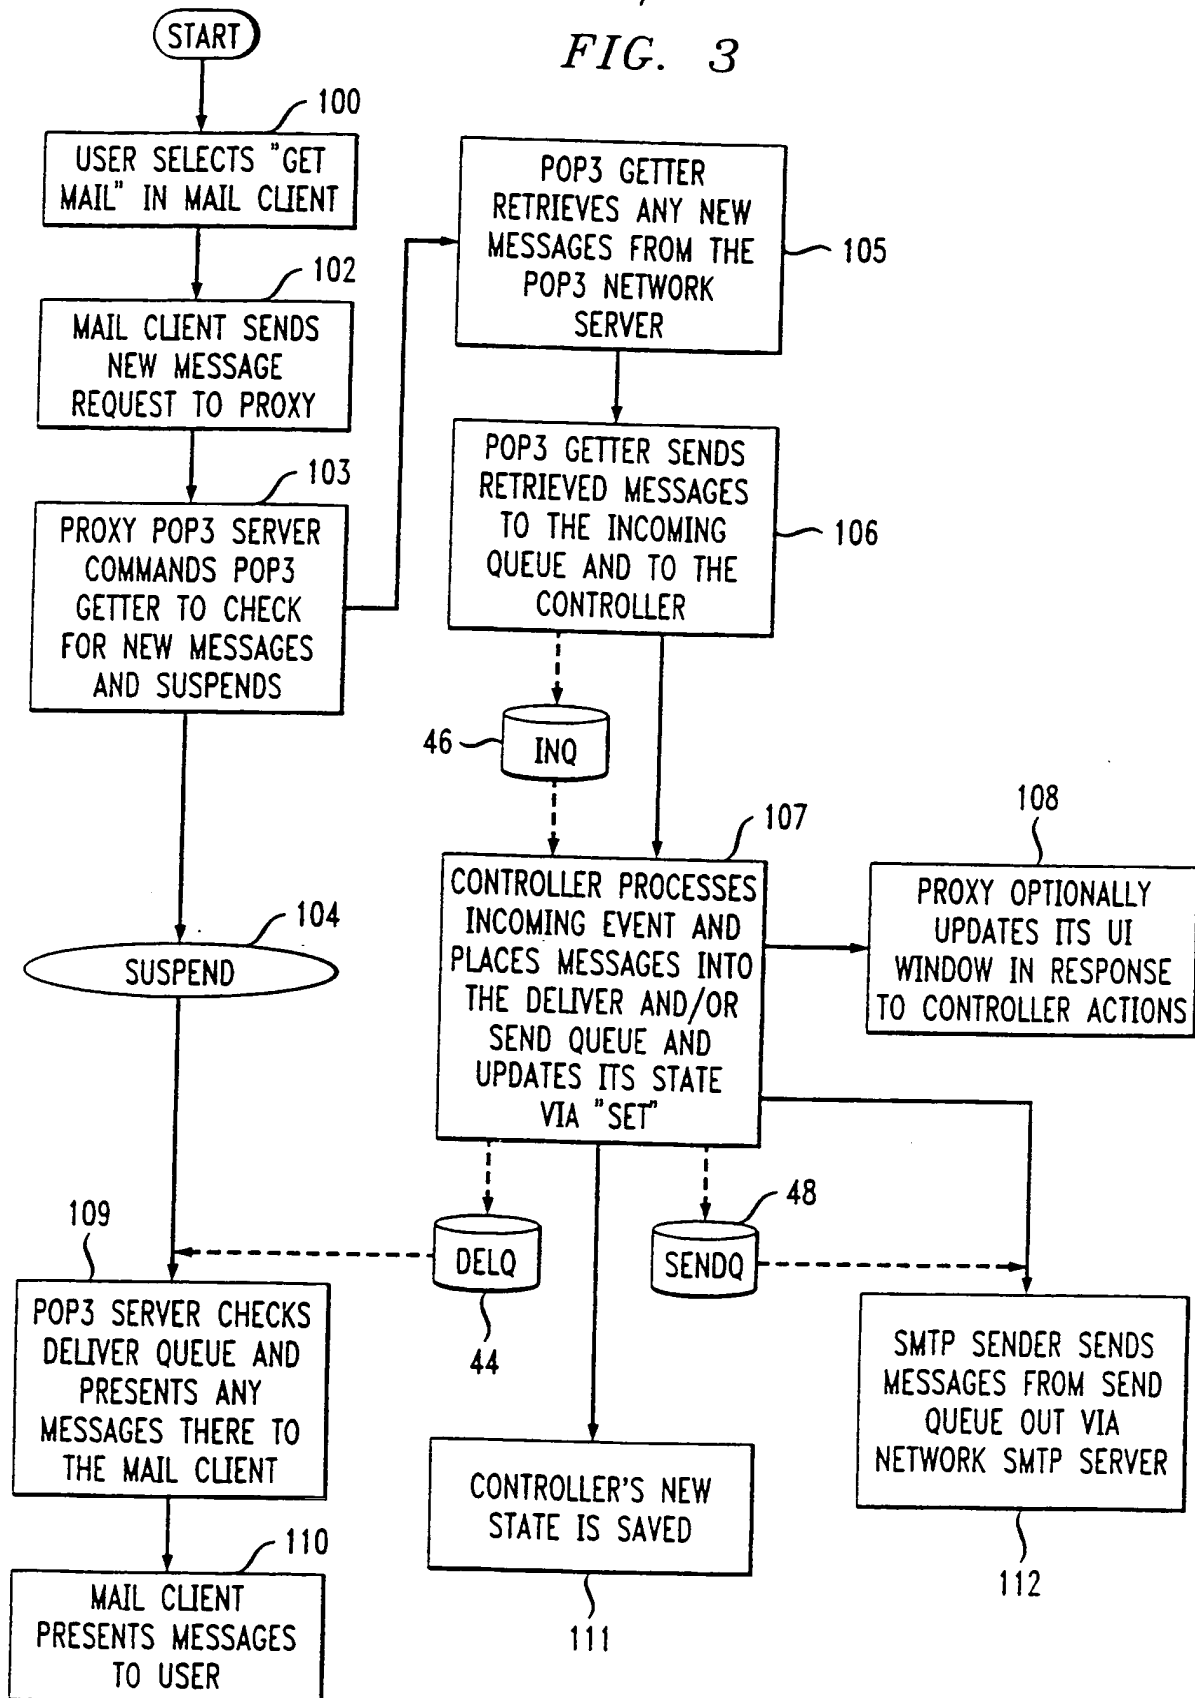 FIG. 3
START
100
USER SELECTS "GET
MAIL" IN MAIL CLIENT
102
MAIL CLIENT SENDS
NEW MESSAGE
REQUEST TO PROXY
103
PROXY POP3 SERVER
COMMANDS POP3
GETTER TO CHECK
FOR NEW MESSAGES
AND SUSPENDS
104
SUSPEND
POP3 GETTER
RETRIEVES ANY NEW
MESSAGES FROM THE
POP3 NETWORK
SERVER
105
POP3 GETTER SENDS
RETRIEVED MESSAGES
TO THE INCOMING
QUEUE AND TO THE
CONTROLLER
106
46
INQ
107
CONTROLLER PROCESSES
INCOMING EVENT AND
PLACES MESSAGES INTO
THE DELIVER AND/OR
SEND QUEUE AND
UPDATES ITS STATE
VIA "SET"
108
PROXY OPTIONALLY
UPDATES ITS UI
WINDOW IN RESPONSE
TO CONTROLLER ACTIONS
DELQ
44
48
SENDQ
109
POP3 SERVER CHECKS
DELIVER QUEUE AND
PRESENTS ANY
MESSAGES THERE TO
THE MAIL CLIENT
110
MAIL CLIENT
PRESENTS MESSAGES
TO USER
CONTROLLER'S NEW
STATE IS SAVED
111
SMTP SENDER SENDS
MESSAGES FROM SEND
QUEUE OUT VIA
NETWORK SMTP SERVER
112